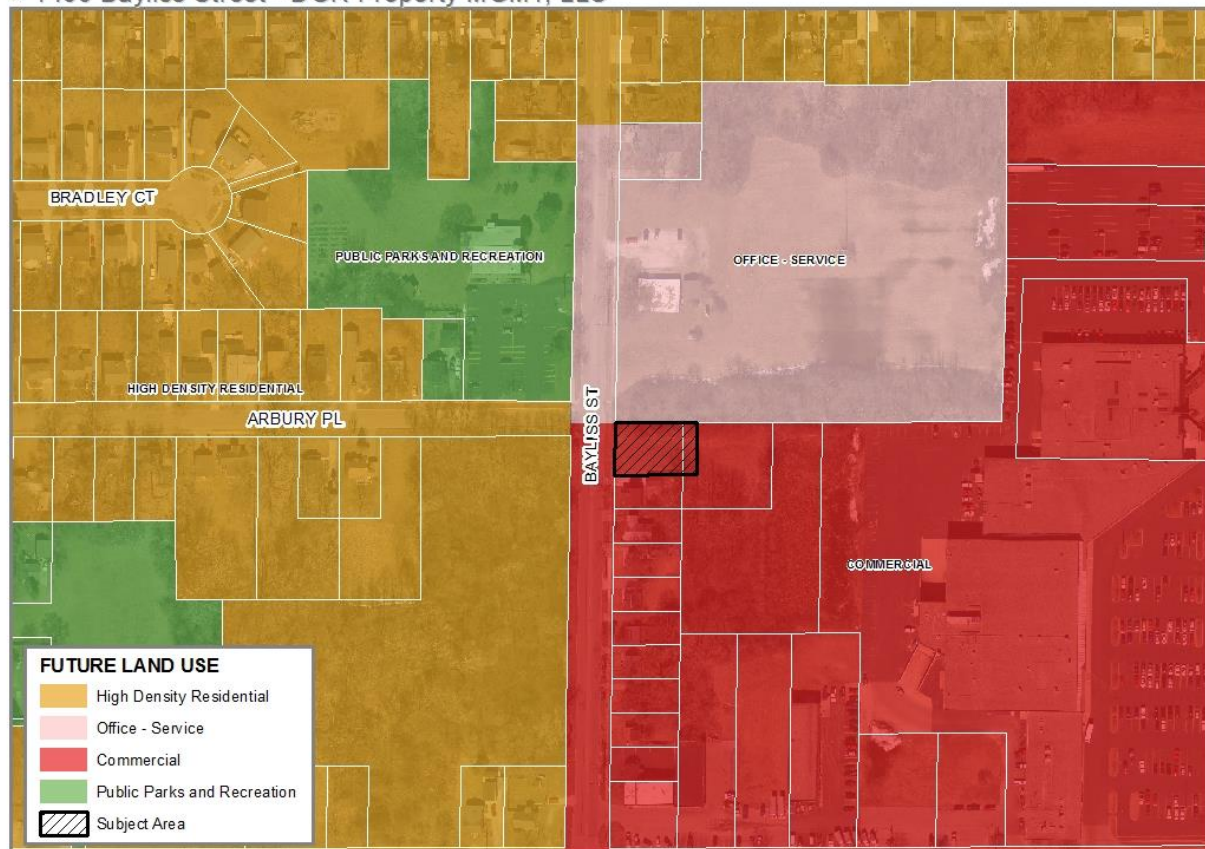 BRADLEY CT
PUBLIC PARKS AND RECREATION
OFFICE - SERVICE
HIGH DENSITY RESIDENTIAL
ARBURY PL
BAYLISS ST
COMMERCIAL
FUTURE LAND USE
High Density Residential
Office - Service
Commercial
Public Parks and Recreation
Subject Area